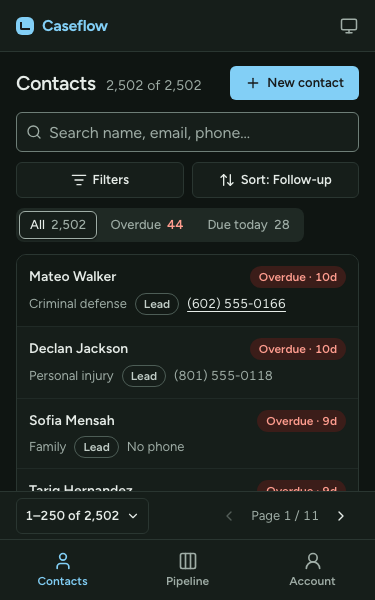 Caseflow
Contacts 2,502 of 2,502
New contact
Search name, email, phone...
Filters
Sort: Follow-up
All 2,502 Overdue 44 Due today 28
Mateo Walker Overdue · 10d
Criminal defense Lead (602) 555-0166
Declan Jackson Overdue · 10d
Personal injury Lead (801) 555-0118
Sofia Mensah Overdue · 9d
Family Lead No phone
Tariq Hernandez Overdue · 9d
1–250 of 2,502 Page 1 / 11
Contacts Pipeline Account